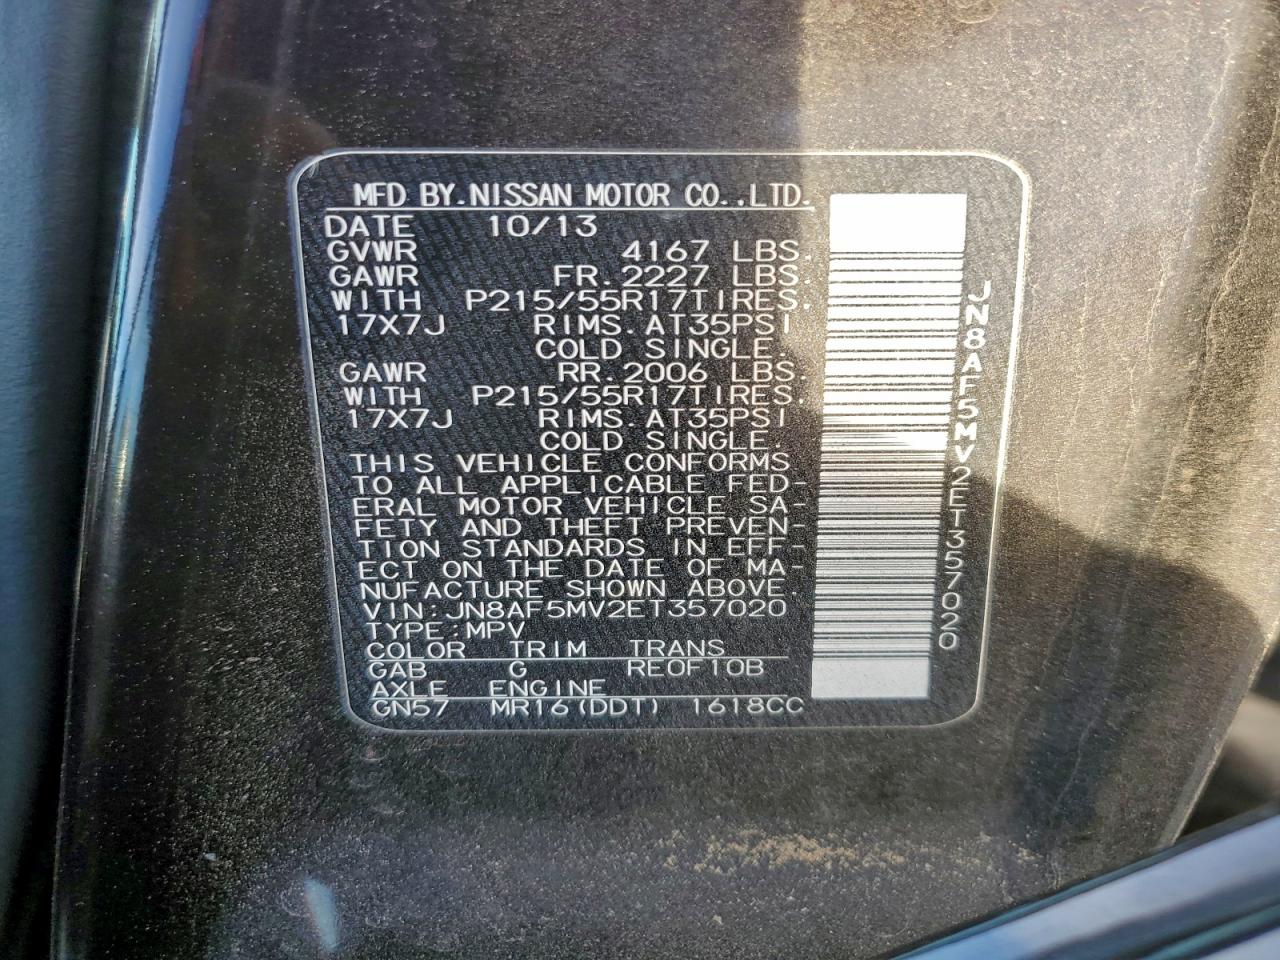 MFD BY.NISSAN MOTOR CO.,LTD.
DATE 10/13
GVWR 4167 LBS.
GAWR FR.2227 LBS.
WITH P215/55R17TIRES.
17X7J RIMS.AT35PSI
COLD SINGLE.
GAWR RR.2006 LBS.
WITH P215/55R17TIRES.
17X7J RIMS.AT35PSI
COLD SINGLE.
THIS VEHICLE CONFORMS
TO ALL APPLICABLE FED-
ERAL MOTOR VEHICLE SA-
FETY AND THEFT PREVEN-
TION STANDARDS IN EFF-
ECT ON THE DATE OF MA-
NUFACTURE SHOWN ABOVE.
VIN:JN8AF5MV2ET357020
TYPE:MPV
COLOR TRIM TRANS
GAB G RE0F10B
AXLE ENGINE
GN57 MR16(DDT) 1618CC
JN8AF5MV2ET357020